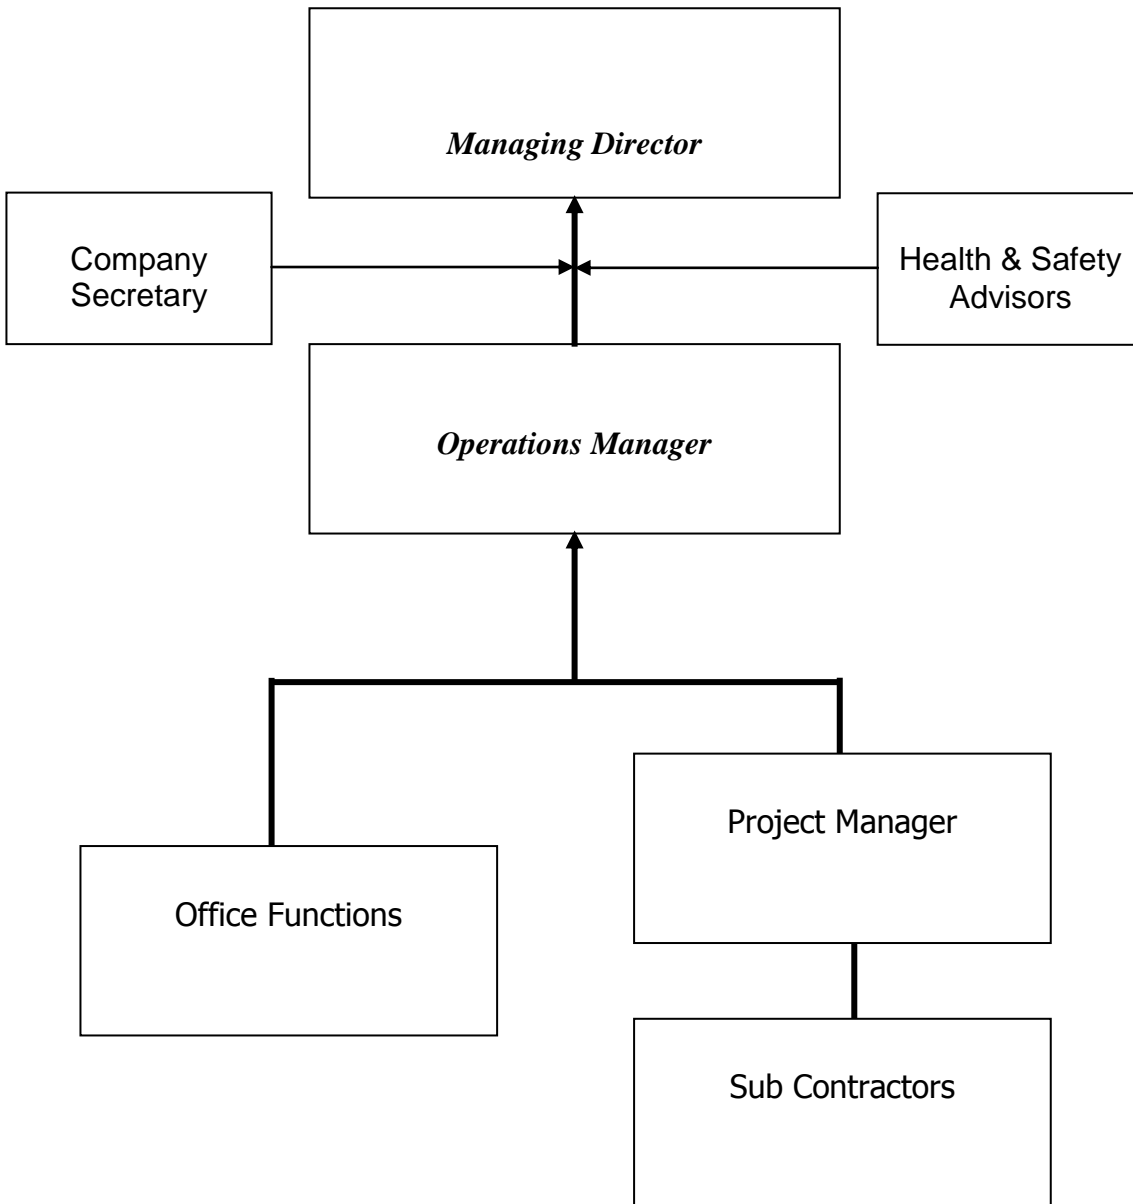 Managing Director
Company
Secretary
Health & Safety
Advisors
Operations Manager
Project Manager
Office Functions
Sub Contractors